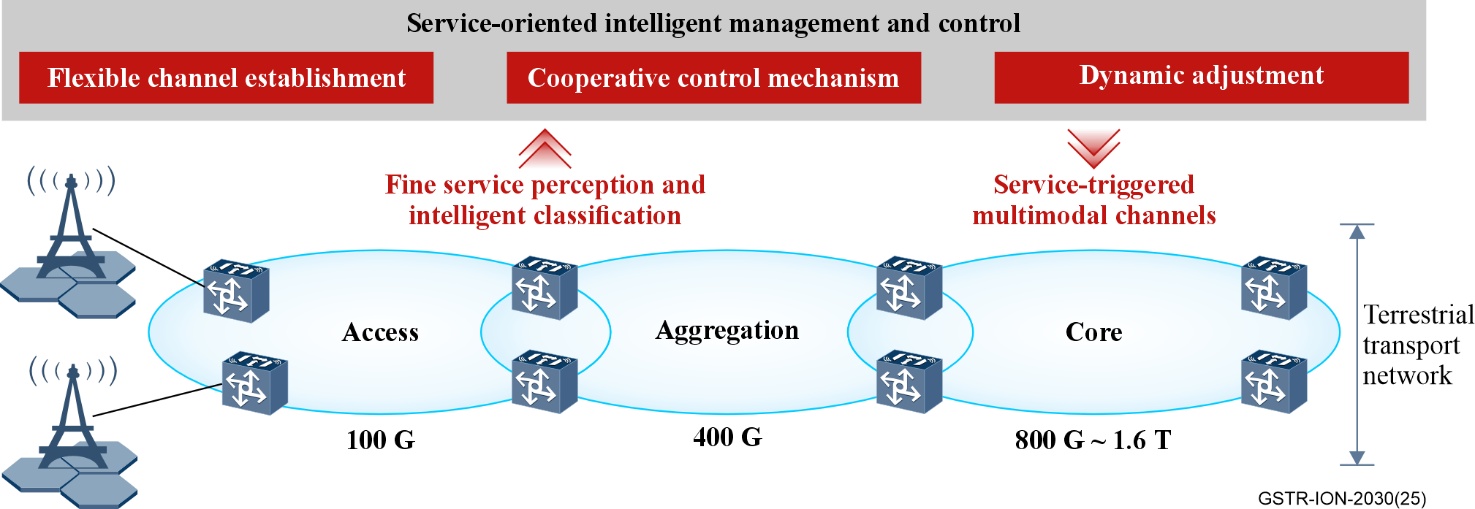 Service-oriented intelligent management and control
Flexible channel establishment
Cooperative control mechanism
Dynamic adjustment
Fine service perception and
intelligent classification
Service-triggered
multimodal channels
Access
Aggregation
Core
Terrestrial
transport
network
100 G
400 G
800 G ~ 1.6 T
GSTR-ION-2030(25)